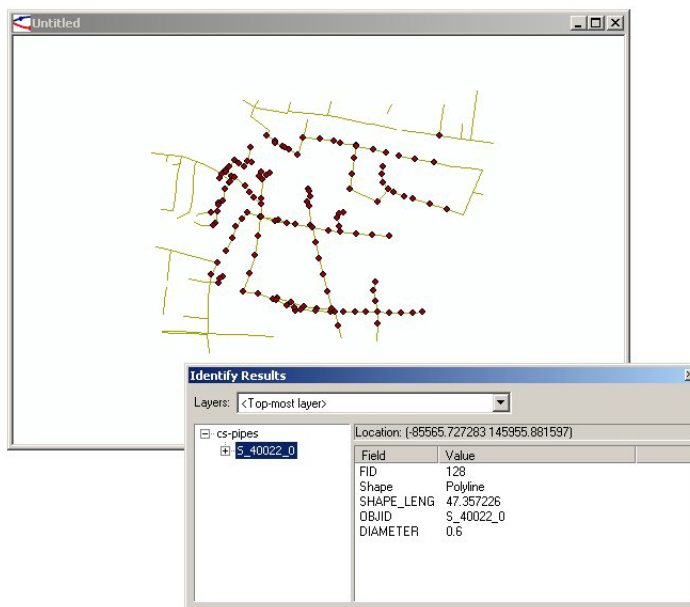 Untitled
Identify Results
Layers: <Top-most layer>
cs-pipes
S_40022_0
Location: (-85565.727283 145955.881597)
Field Value
FID 128
Shape Polyline
SHAPE_LENG 47.357226
OBJID S_40022_0
DIAMETER 0.6